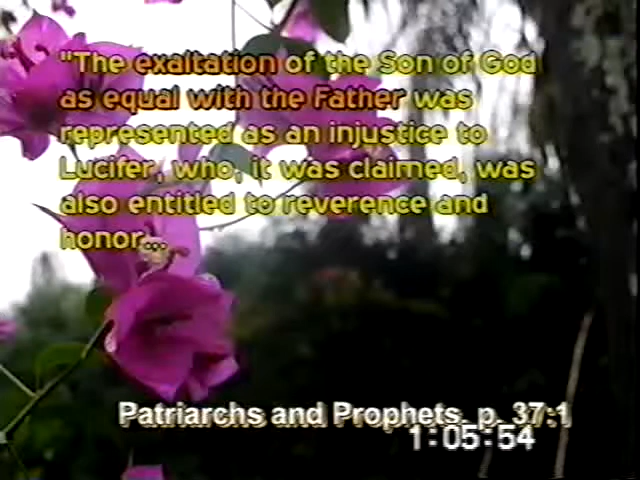 "The exaltation of the Son of God
as equal with the Father was
represented as an injustice to
Lucifer, who, it was claimed, was
also entitled to reverence and
honor...
Patriarchs and Prophets, p. 37:1
1:05:54